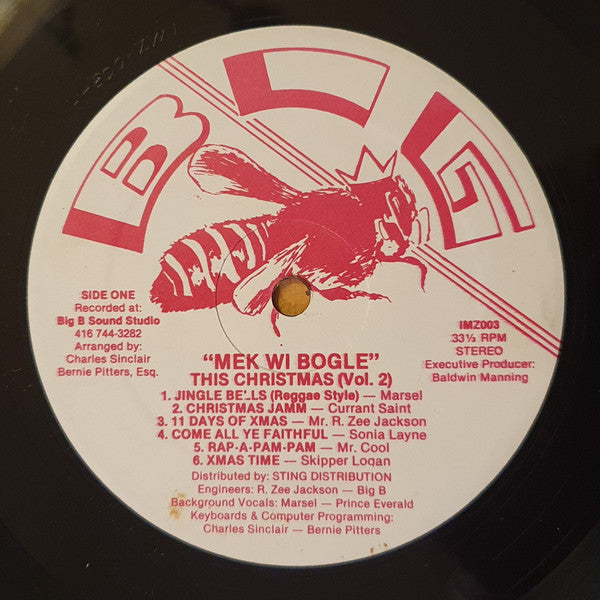 BIG
SIDE ONE
Recorded at:
Big B Sound Studio
416 744-3282
Arranged by:
Charles Sinclair
Bernie Pitters, Esq.
IMZ003
33⅓ RPM
STEREO
Executive Producer:
Baldwin Manning
"MEK WI BOGLE"
THIS CHRISTMAS (Vol. 2)
1. JINGLE BELLS (Reggae Style) — Marsel
2. CHRISTMAS JAMM — Currant Saint
3. 11 DAYS OF XMAS — Mr. R. Zee Jackson
4. COME ALL YE FAITHFUL — Sonia Layne
5. RAP-A-PAM-PAM — Mr. Cool
6. XMAS TIME — Skipper Logan
Distributed by: STING DISTRIBUTION
Engineers: R. Zee Jackson — Big B
Background Vocals: Marsel — Prince Everald
Keyboards & Computer Programming:
Charles Sinclair — Bernie Pitters